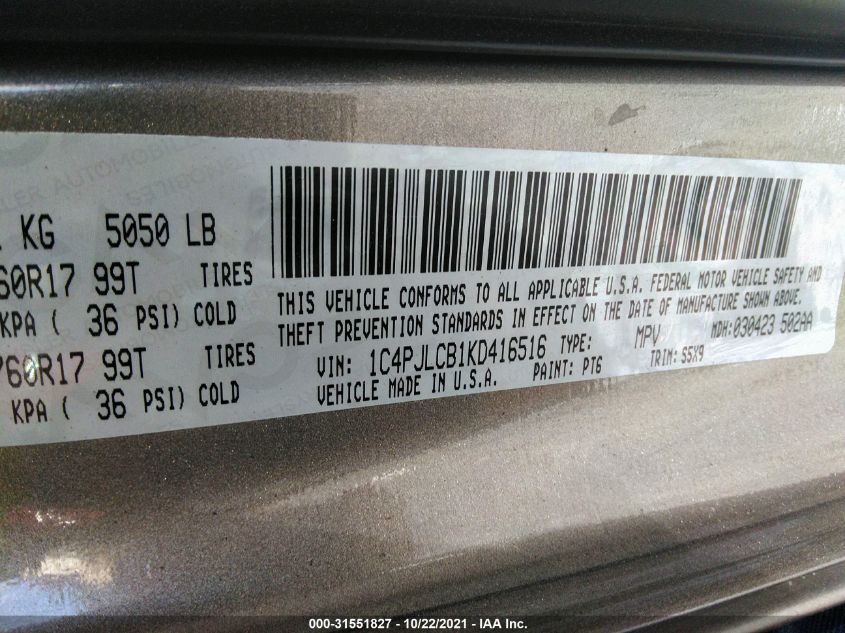 KG 5050 LB
60R17 99T TIRES
KPA ( 36 PSI) COLD
/60R17 99T
KPA ( 36 PSI) COLD
THIS VEHICLE CONFORMS TO ALL APPLICABLE U.S.A. FEDERAL MOTOR VEHICLE SAFETY AND
THEFT PREVENTION STANDARDS IN EFFECT ON THE DATE OF MANUFACTURE SHOWN ABOVE.
VIN: 1C4PJLCB1KD416516 TYPE: MPV MDH: 030423 502AA
VEHICLE MADE IN U.S.A. PAINT: PTG TRIM: S5X9
000-31551827 - 10/22/2021 - IAA Inc.